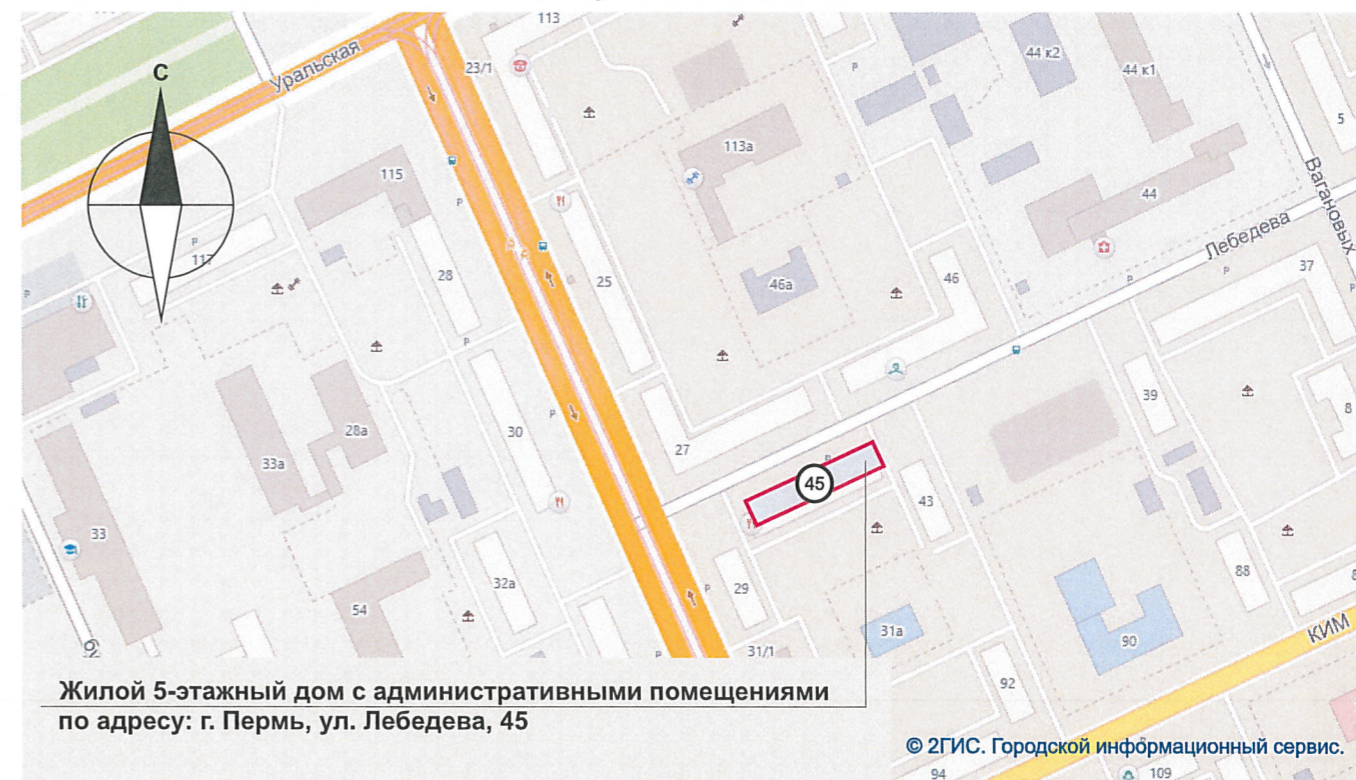 113
44 к2
44 к1
Уральская
С
23/1
P
5
113а
115
P
Вагановых
44
P
117
Лебедева
P
28
25
46а
46
P
37
P
P
P
P
39
30
28а
27
33а
P
8
45
43
33
32а
29
P
88
54
31а
90
КИМ
P
31/1
92
Жилой 5-этажный дом с административными помещениями
по адресу: г. Пермь, ул. Лебедева, 45
© 2ГИС. Городской информационный сервис.
94
109